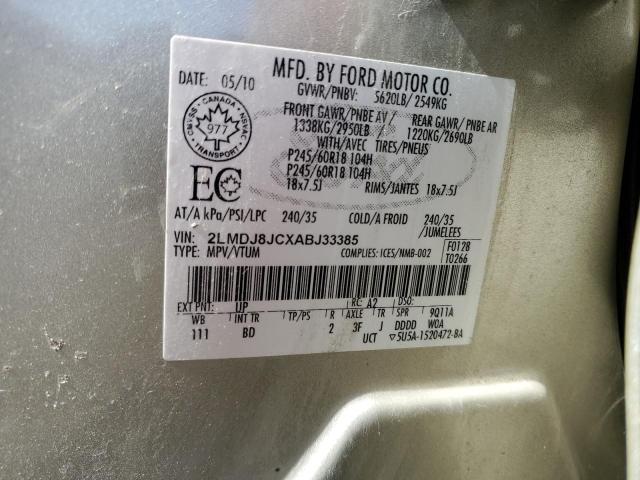 MFD. BY FORD MOTOR CO.
DATE: 05/10
GVWR/PNBV: 5620LB/ 2549KG
FRONT GAWR/PNBE AV
1338KG/2950LB
REAR GAWR/PNBE AR
1220KG/2690LB
WITH/AVEC TIRES/PNEUS
P245/60R18 104H
P245/60R18 104H
18x7.5J RIMS/JANTES 18x7.5J
977
TRANSPORT
EC
AT/A kPa/PSI/LPC 240/35 COLD/A FROID 240/35
/JUMELEES
VIN: 2LMDJ8JCXABJ33385
TYPE: MPV/VTUM COMPLIES: ICES/NMB-002
F0128
T0266
EXT PNT: UP RC: A2 DSO:
WB INT TR TP/PS R AXLE TR SPR 9Q11A
111 BD 2 3F J DDDD W0A
UCT 5U5A-1520472-BA